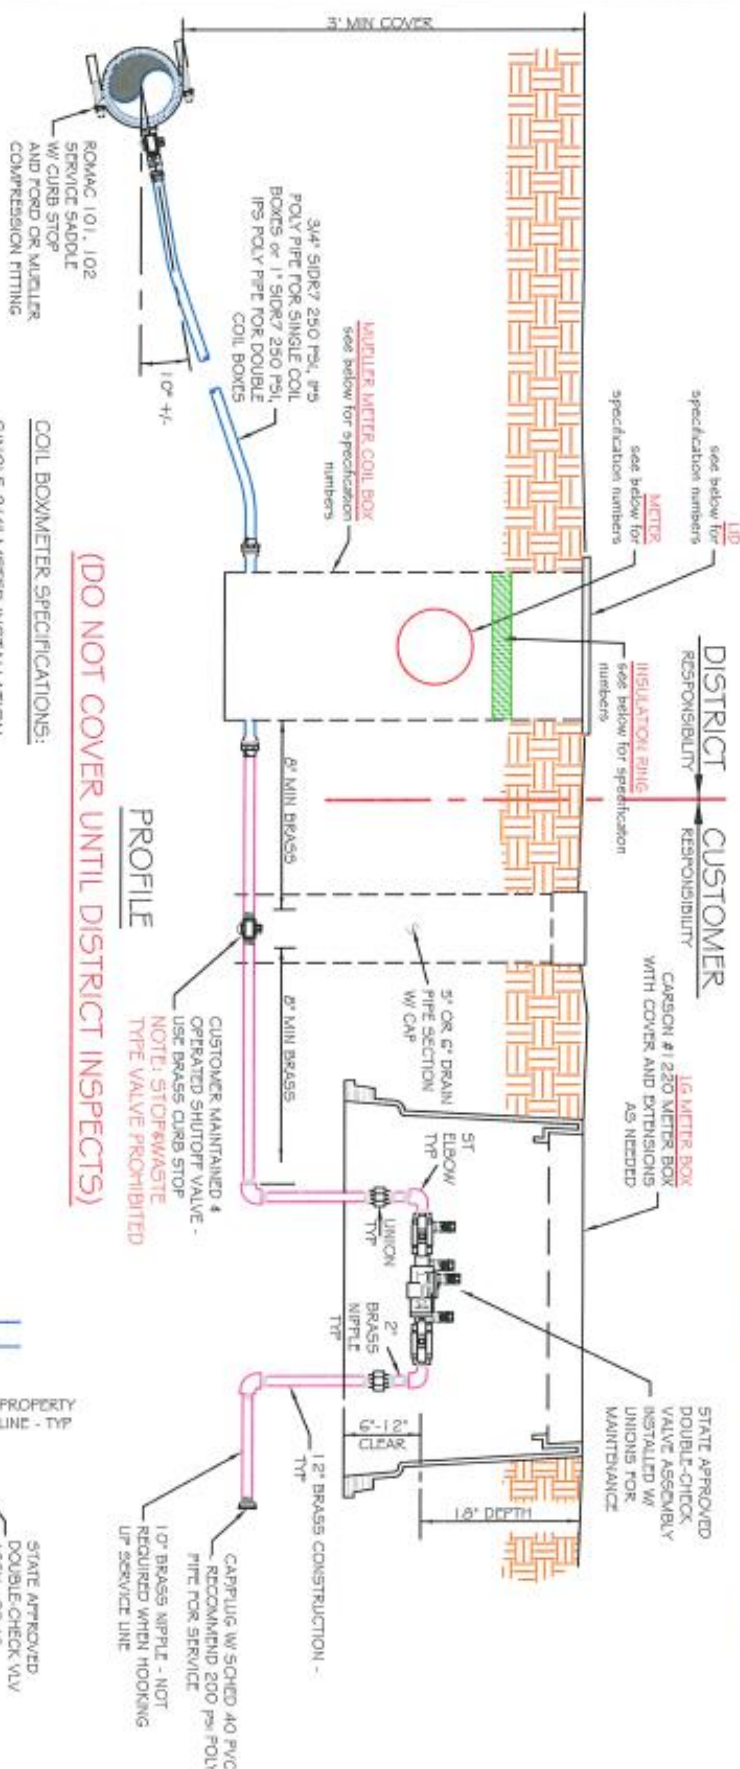 DISTRICT
RESPONSIBILITY
CUSTOMER
RESPONSIBILITY
LID
see below for
specification numbers
METER
see below for
specification numbers
INSULATION RING
see below for specification
numbers
LG METER BOX
CARSON #1220 METER BOX
WITH COVER AND EXTENSIONS
AS NEEDED
STATE APPROVED
DOUBLE-CHECK
VALVE ASSEMBLY
INSTALLED W/
UNIONS FOR
MAINTENANCE
3' MIN COVER
MUELLER METER COIL BOX
see below for specification
numbers
3/4" SIDR7 250 PSI, IPS
POLY PIPE FOR SINGLE COIL
BOXES or 1" SIDR7 250 PSI,
IPS POLY PIPE FOR DOUBLE
COIL BOXES
10° +/-
ROMAC 101, 102
SERVICE SADDLE
W/ CURB STOP
AND FORD OR MUELLER
COMPRESSION FITTING
8" MIN BRASS
8" MIN BRASS
5" OR 6" DRAIN
PIPE SECTION
W/ CAP
ST
ELBOW
TYP
UNION
TYP
2"
BRASS
NIPPLE
TYP
6"-12"
CLEAR
18" DEPTH
12" BRASS CONSTRUCTION -
TYP
CAP/PLUG W/ SCHED 40 PVC
- RECOMMEND 200 PSI POLY
PIPE FOR SERVICE
10" BRASS NIPPLE - NOT
REQUIRED WHEN HOOKING
UP SERVICE LINE
CUSTOMER MAINTAINED &
OPERATED SHUTOFF VALVE -
USE BRASS CURB STOP
NOTE: STOP&WASTE
TYPE VALVE PROHIBITED
PROFILE
(DO NOT COVER UNTIL DISTRICT INSPECTS)
COIL BOX/METER SPECIFICATIONS:
PROPERTY
LINE - TYP
STATE APPROVED
DOUBLE-CHECK VLV